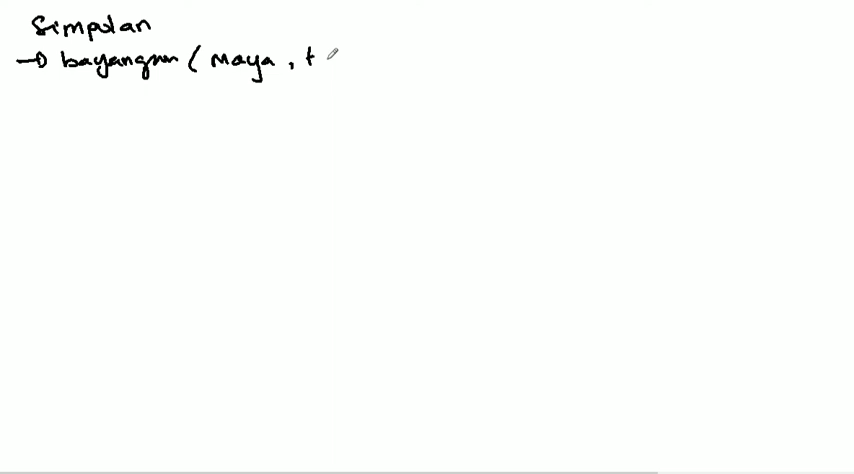 Simpulan
→ bayangan ( Maya , t